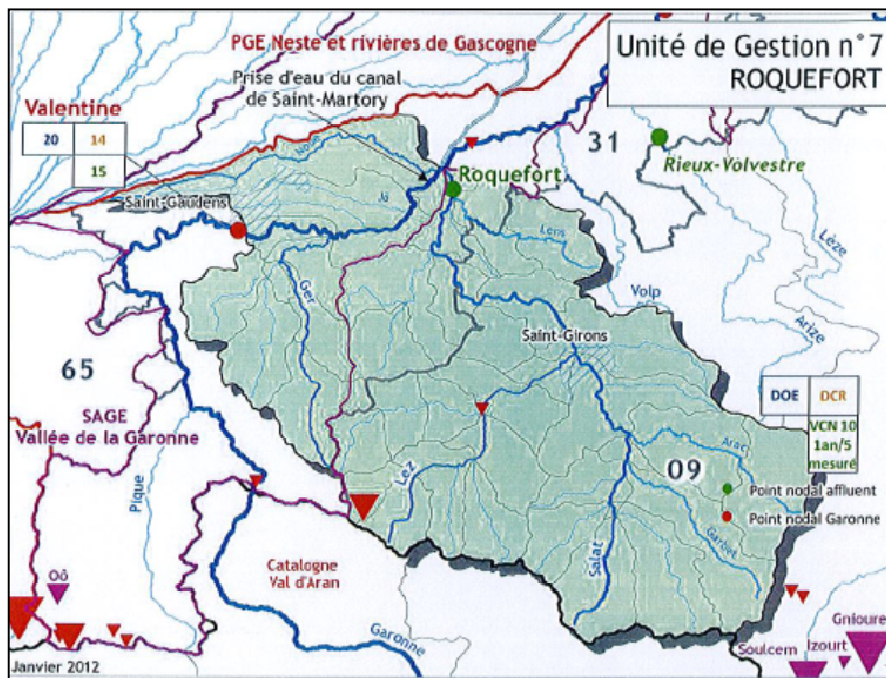 Unité de Gestion n°7
ROQUEFORT
PGE Neste et rivières de Gascogne
Prise d'eau du canal
de Saint-Martory
Valentine
20 14
15
31
Roquefort
Rieux-Volvestre
Noue
Saint-Gaudens
Lens
Lèze
Ger
Volp
Arize
Saint-Girons
65
SAGE
Vallée de la Garonne
DOE DCR
VCN 10
1an/5
mesuré
Arac
Lez
09
Pique
Point nodal affluent
Point nodal Garonne
Garbet
Catalogne
Val d'Aran
Salat
Oô
Garonne
Gnioure
Izourt
Soulcem
Janvier 2012